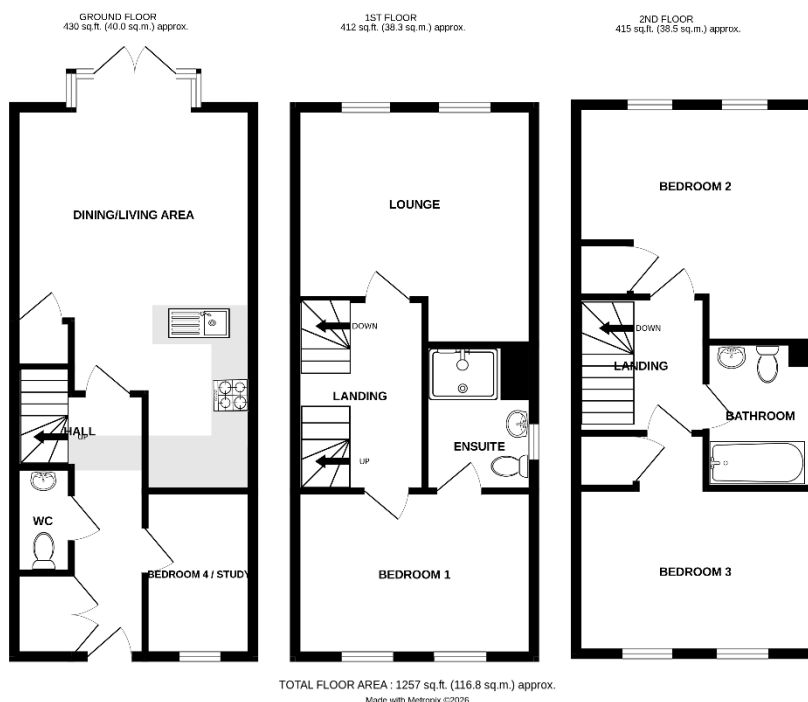 GROUND FLOOR
430 sq.ft. (40.0 sq.m.) approx.
DINING/LIVING AREA
HALL
UP
WC
BEDROOM 4 / STUDY
1ST FLOOR
412 sq.ft. (38.3 sq.m.) approx.
LOUNGE
DOWN
LANDING
ENSUITE
UP
BEDROOM 1
2ND FLOOR
415 sq.ft. (38.5 sq.m.) approx.
BEDROOM 2
DOWN
LANDING
BATHROOM
BEDROOM 3
TOTAL FLOOR AREA : 1257 sq.ft. (116.8 sq.m.) approx.
Made with Metropix ©2026